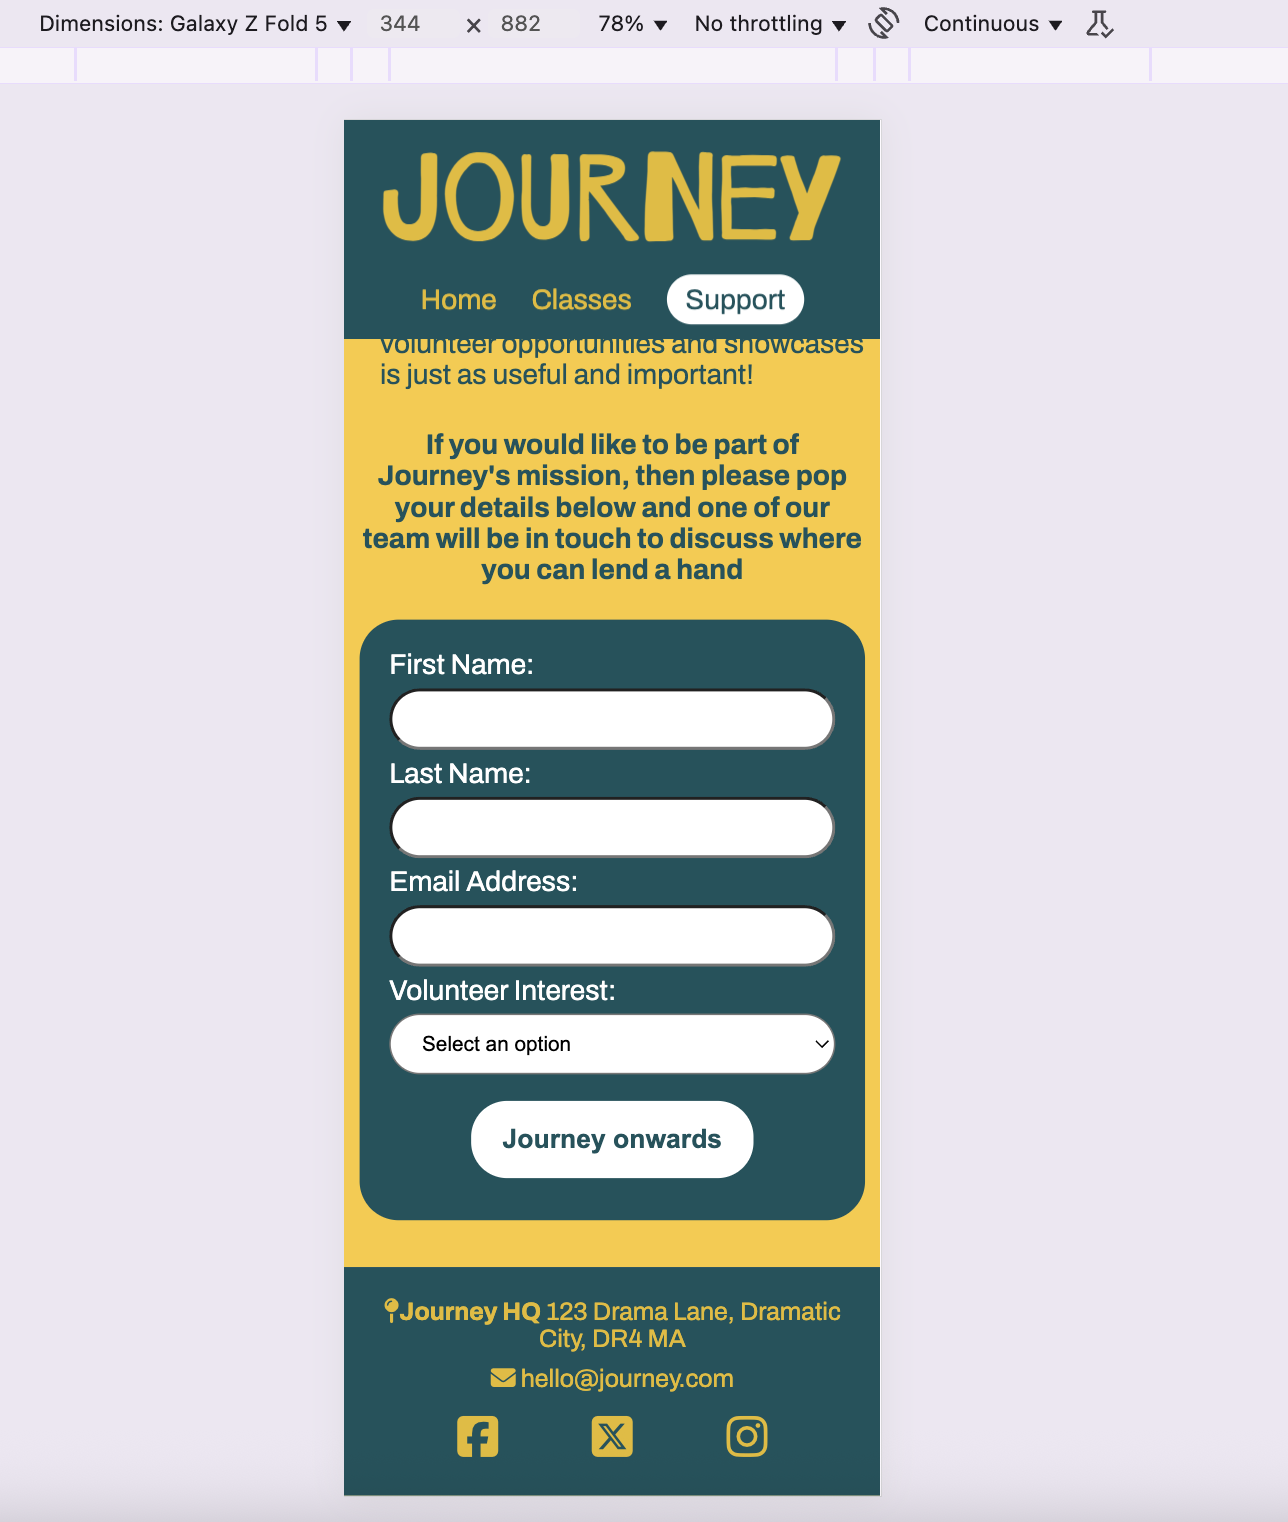 Dimensions: Galaxy Z Fold 5 344 × 882 78% No throttling Continuous
JOURNEY
Home Classes Support
volunteer opportunities and showcases
is just as useful and important!
If you would like to be part of
Journey's mission, then please pop
your details below and one of our
team will be in touch to discuss where
you can lend a hand
First Name:
Last Name:
Email Address:
Volunteer Interest:
Select an option
Journey onwards
Journey HQ 123 Drama Lane, Dramatic
City, DR4 MA
hello@journey.com